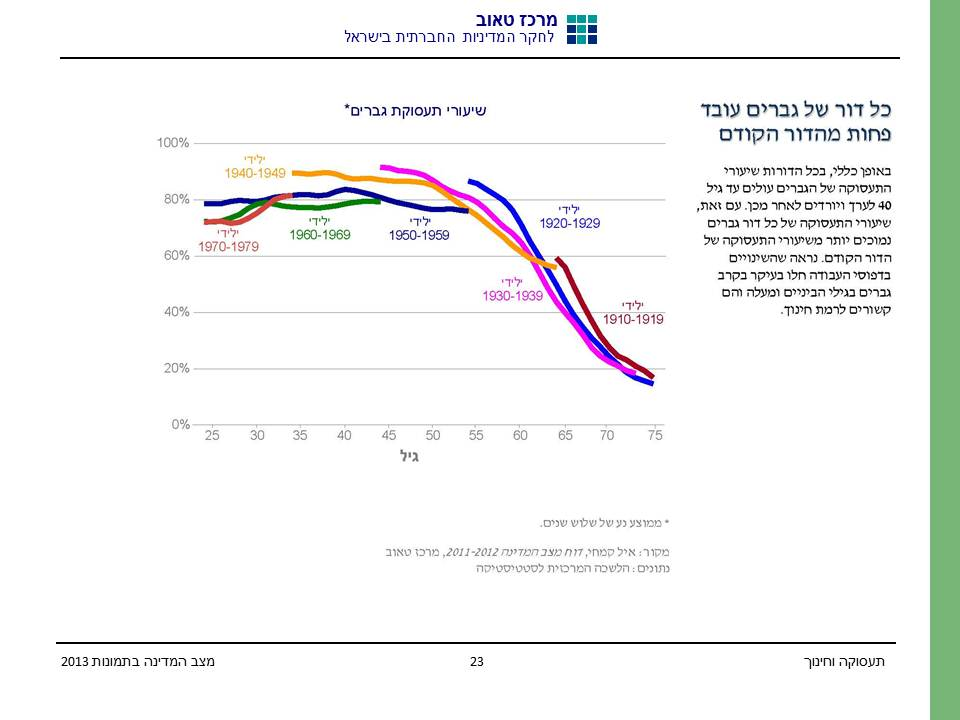 מרכז טאוב
לחקר המדיניות החברתית בישראל
כל דור של גברים עובד
פחות מהדור הקודם
באופן כללי, בכל הדורות שיעורי
התעסוקה של הגברים עולים עד גיל
40 לערך ויורדים לאחר מכן. עם זאת,
שיעורי התעסוקה של כל דור גברים
נמוכים יותר משיעורי התעסוקה של
הדור הקודם. נראה שהשינויים
בדפוסי העבודה חלו בעיקר בקרב
גברים בגילי הביניים ומעלה והם
קשורים לרמת חינוך.
שיעורי תעסוקת גברים*
100%
80%
60%
40%
20%
0%
ילידי
1940-1949
ילידי
1970-1979
ילידי
1960-1969
ילידי
1950-1959
ילידי
1920-1929
ילידי
1930-1939
ילידי
1910-1919
25 30 35 40 45 50 55 60 65 70 75
גיל
* ממוצע נע של שלוש שנים.
מקור: איל קמחי, דוח מצב המדינה 2011-2012, מרכז טאוב
נתונים: הלשכה המרכזית לסטטיסטיקה
תעסוקה וחינוך
23
מצב המדינה בתמונות 2013